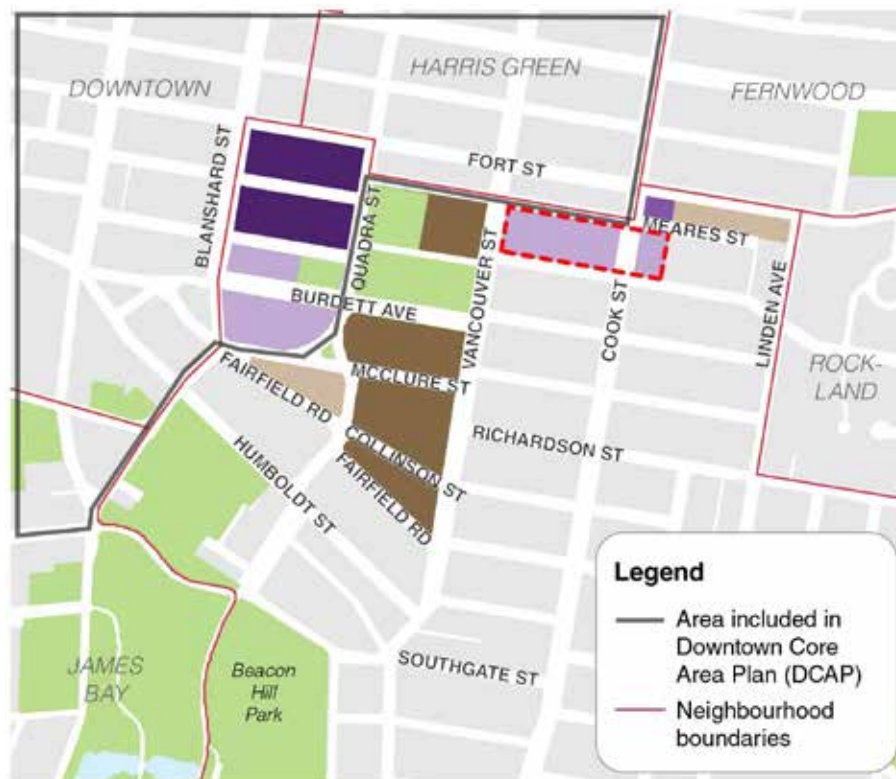 DOWNTOWN
HARRIS GREEN
FERNWOOD
BLANSHARD ST
FORT ST
QUADRA ST
MEARES ST
VANCOUVER ST
BURDETT AVE
COOK ST
LINDEN AVE
ROCK-
LAND
FAIRFIELD RD
MCCLURE ST
RICHARDSON ST
COLLINSON ST
FAIRFIELD RD
HUMBOLDT ST
SOUTHGATE ST
JAMES
BAY
Beacon
Hill
Park
Legend
Area included in
Downtown Core
Area Plan (DCAP)
Neighbourhood
boundaries